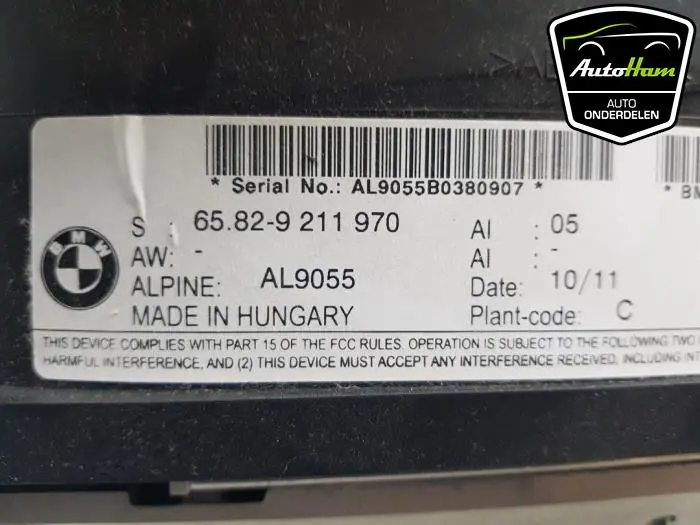 AutoHam
AUTO
ONDERDELEN
* Serial No.: AL9055B0380907 *
* BM
BMW
S : 65.82-9 211 970
AI : 05
AW: -
AI : -
ALPINE: AL9055
Date: 10/11
MADE IN HUNGARY
Plant-code: C
THIS DEVICE COMPLIES WITH PART 15 OF THE FCC RULES. OPERATION IS SUBJECT TO THE FOLLOWING TWO
HARMFUL INTERFERENCE, AND (2) THIS DEVICE MUST ACCEPT ANY INTERFERENCE RECEIVED, INCLUDING INT